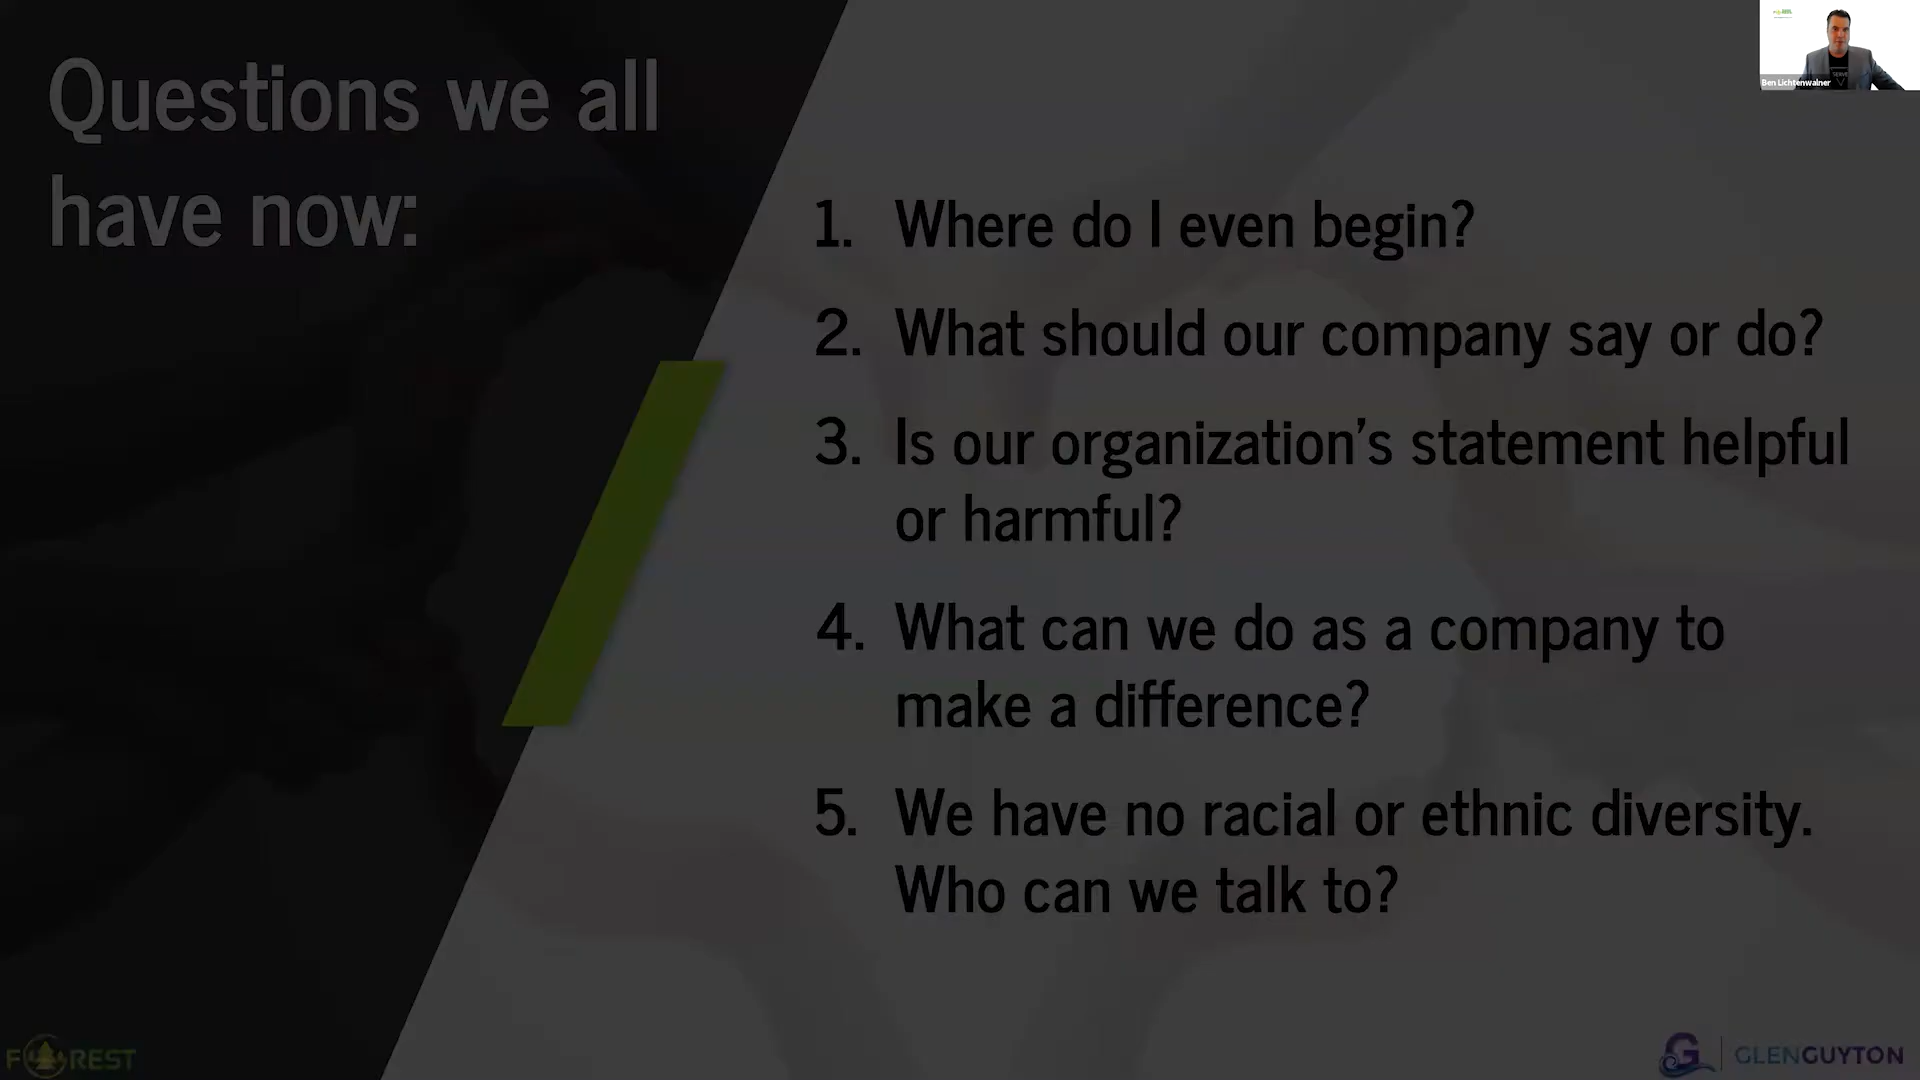 Questions we all
have now:
1. Where do I even begin?
2. What should our company say or do?
3. Is our organization's statement helpful
or harmful?
4. What can we do as a company to
make a difference?
5. We have no racial or ethnic diversity.
Who can we talk to?
Ben Lichtenwalner
SERVE
FOREST
G | GLENGUYTON